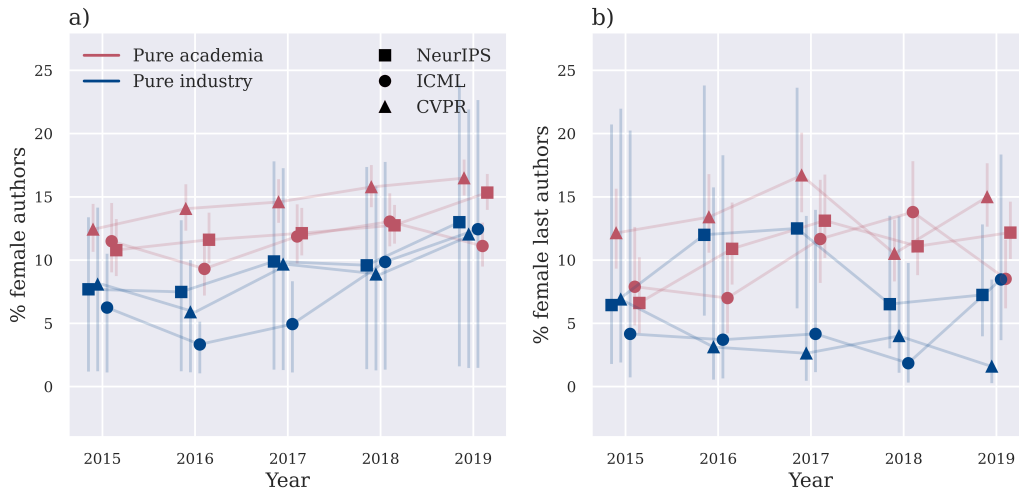 a)
% female authors
25
20
15
10
5
0
Pure academia
Pure industry
NeurIPS
ICML
CVPR
2015 2016 2017 2018 2019
Year
b)
% female last authors
25
20
15
10
5
0
2015 2016 2017 2018 2019
Year